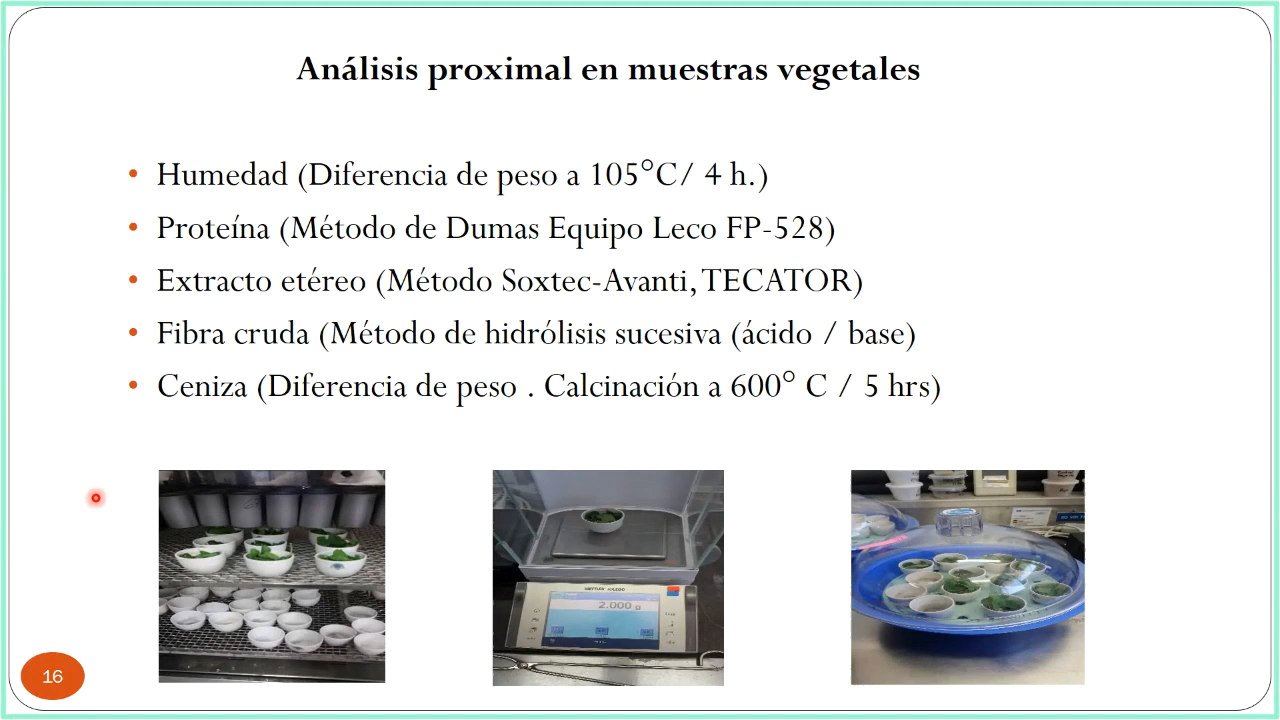 Análisis proximal en muestras vegetales
• Humedad (Diferencia de peso a 105°C/ 4 h.)
• Proteína (Método de Dumas Equipo Leco FP-528)
• Extracto etéreo (Método Soxtec-Avanti, TECATOR)
• Fibra cruda (Método de hidrólisis sucesiva (ácido / base)
• Ceniza (Diferencia de peso . Calcinación a 600° C / 5 hrs)
METTLER TOLEDO
2.000 g
16